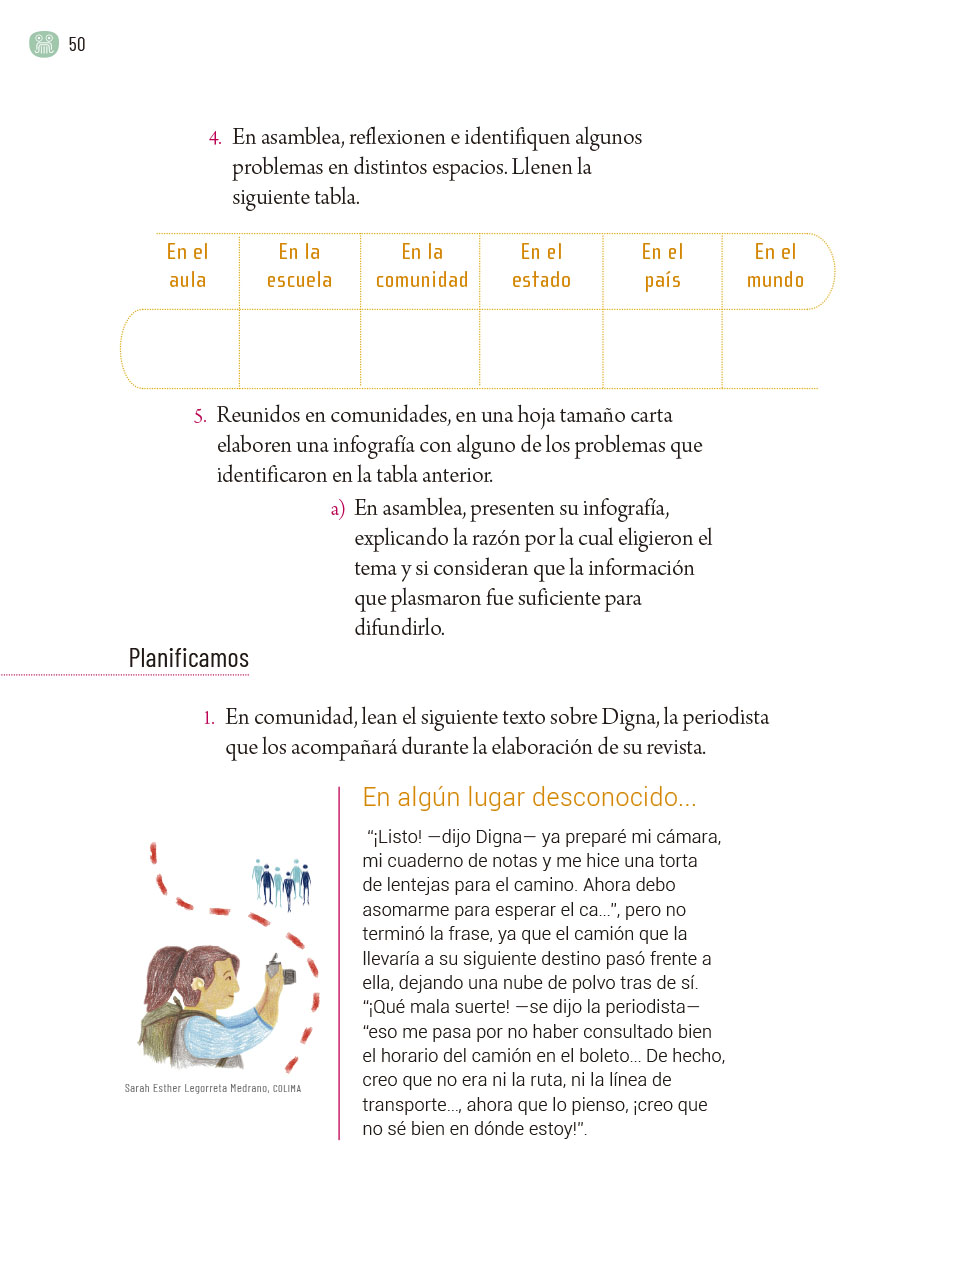 50
4. En asamblea, reflexionen e identifiquen algunos
problemas en distintos espacios. Llenen la
siguiente tabla.
En el aula
En la escuela
En la comunidad
En el estado
En el país
En el mundo
5. Reunidos en comunidades, en una hoja tamaño carta
elaboren una infografía con alguno de los problemas que
identificaron en la tabla anterior.
a) En asamblea, presenten su infografía,
explicando la razón por la cual eligieron el
tema y si consideran que la información
que plasmaron fue suficiente para
difundirlo.
Planificamos
1. En comunidad, lean el siguiente texto sobre Digna, la periodista
que los acompañará durante la elaboración de su revista.
En algún lugar desconocido...
“¡Listo! —dijo Digna— ya preparé mi cámara,
mi cuaderno de notas y me hice una torta
de lentejas para el camino. Ahora debo
asomarme para esperar el ca...”, pero no
terminó la frase, ya que el camión que la
llevaría a su siguiente destino pasó frente a
ella, dejando una nube de polvo tras de sí.
“¡Qué mala suerte! —se dijo la periodista—
“eso me pasa por no haber consultado bien
el horario del camión en el boleto... De hecho,
creo que no era ni la ruta, ni la línea de
transporte..., ahora que lo pienso, ¡creo que
no sé bien en dónde estoy!”.
Sarah Esther Legorreta Medrano, COLIMA